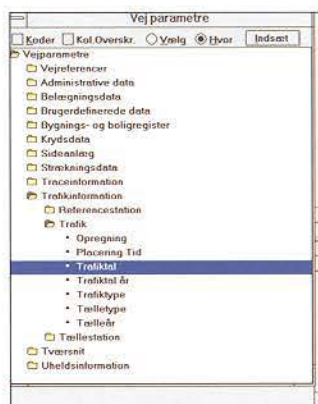 Vej parametre
Koder Kol.Overskr. Vælg Hvor Indsæt
Vejparametre
Vejreferencer
Administrative data
Belægningsdata
Brugerdefinerede data
Bygnings- og boligregister
Krydsdata
Sideanlæg
Strækningsdata
Traceinformation
Trafikinformation
Referencestation
Trafik
Opregning
Placering Tid
Trafiktal
Trafiktal år
Trafiktype
Tælletype
Tælleår
Tællestation
Tværsnit
Uheldsinformation